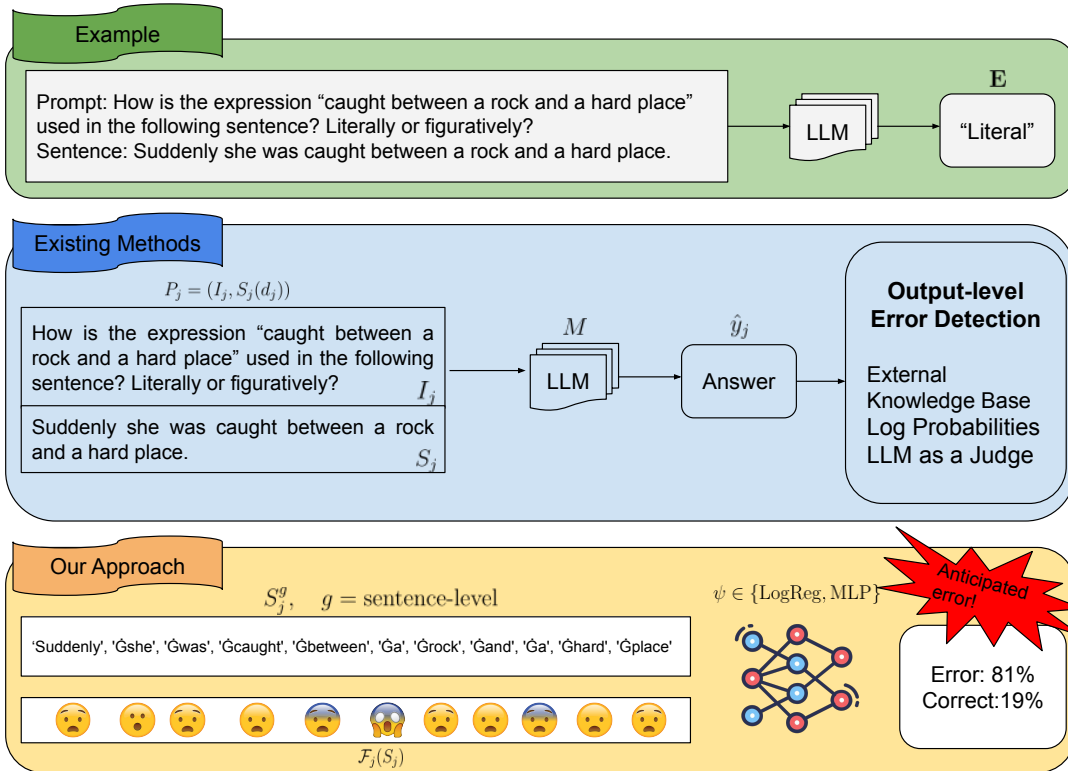 Example
Prompt: How is the expression “caught between a rock and a hard place”
used in the following sentence? Literally or figuratively?
Sentence: Suddenly she was caught between a rock and a hard place.
LLM
E
“Literal”
Existing Methods
P_j = (I_j, S_j(d_j))
How is the expression “caught between a
rock and a hard place” used in the following
sentence? Literally or figuratively?
I_j
Suddenly she was caught between a rock
and a hard place.
S_j
M
LLM
ŷ_j
Answer
Output-level
Error Detection
External
Knowledge Base
Log Probabilities
LLM as a Judge
Our Approach
S_j^g, g = sentence-level
'Suddenly', 'Ġshe', 'Ġwas', 'Ġcaught', 'Ġbetween', 'Ġa', 'Ġrock', 'Ġand', 'Ġa', 'Ġhard', 'Ġplace'
F_j(S_j)
ψ ∈ {LogReg, MLP}
Anticipated
error!
Error: 81%
Correct:19%